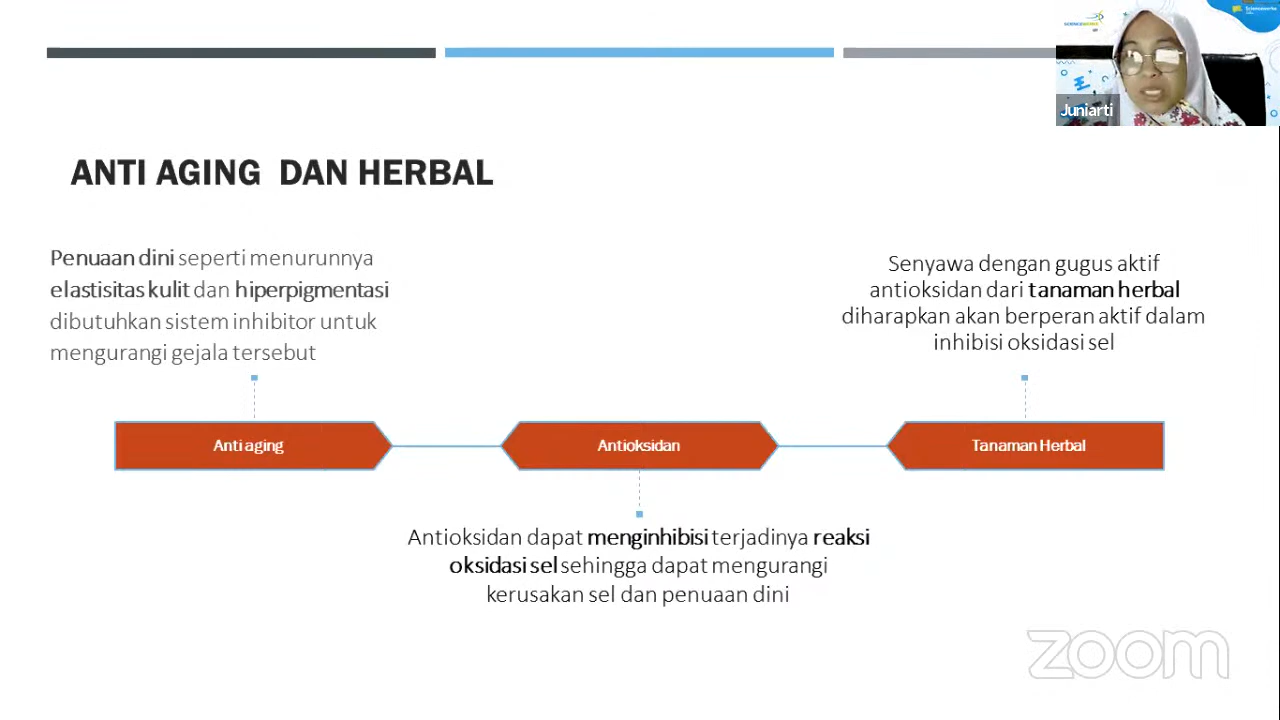 Juniarti
ANTI AGING DAN HERBAL
Penuaan dini seperti menurunnya
elastisitas kulit dan hiperpigmentasi
dibutuhkan sistem inhibitor untuk
mengurangi gejala tersebut
Senyawa dengan gugus aktif
antioksidan dari tanaman herbal
diharapkan akan berperan aktif dalam
inhibisi oksidasi sel
Anti aging
Antioksidan
Tanaman Herbal
Antioksidan dapat menginhibisi terjadinya reaksi
oksidasi sel sehingga dapat mengurangi
kerusakan sel dan penuaan dini
zoom